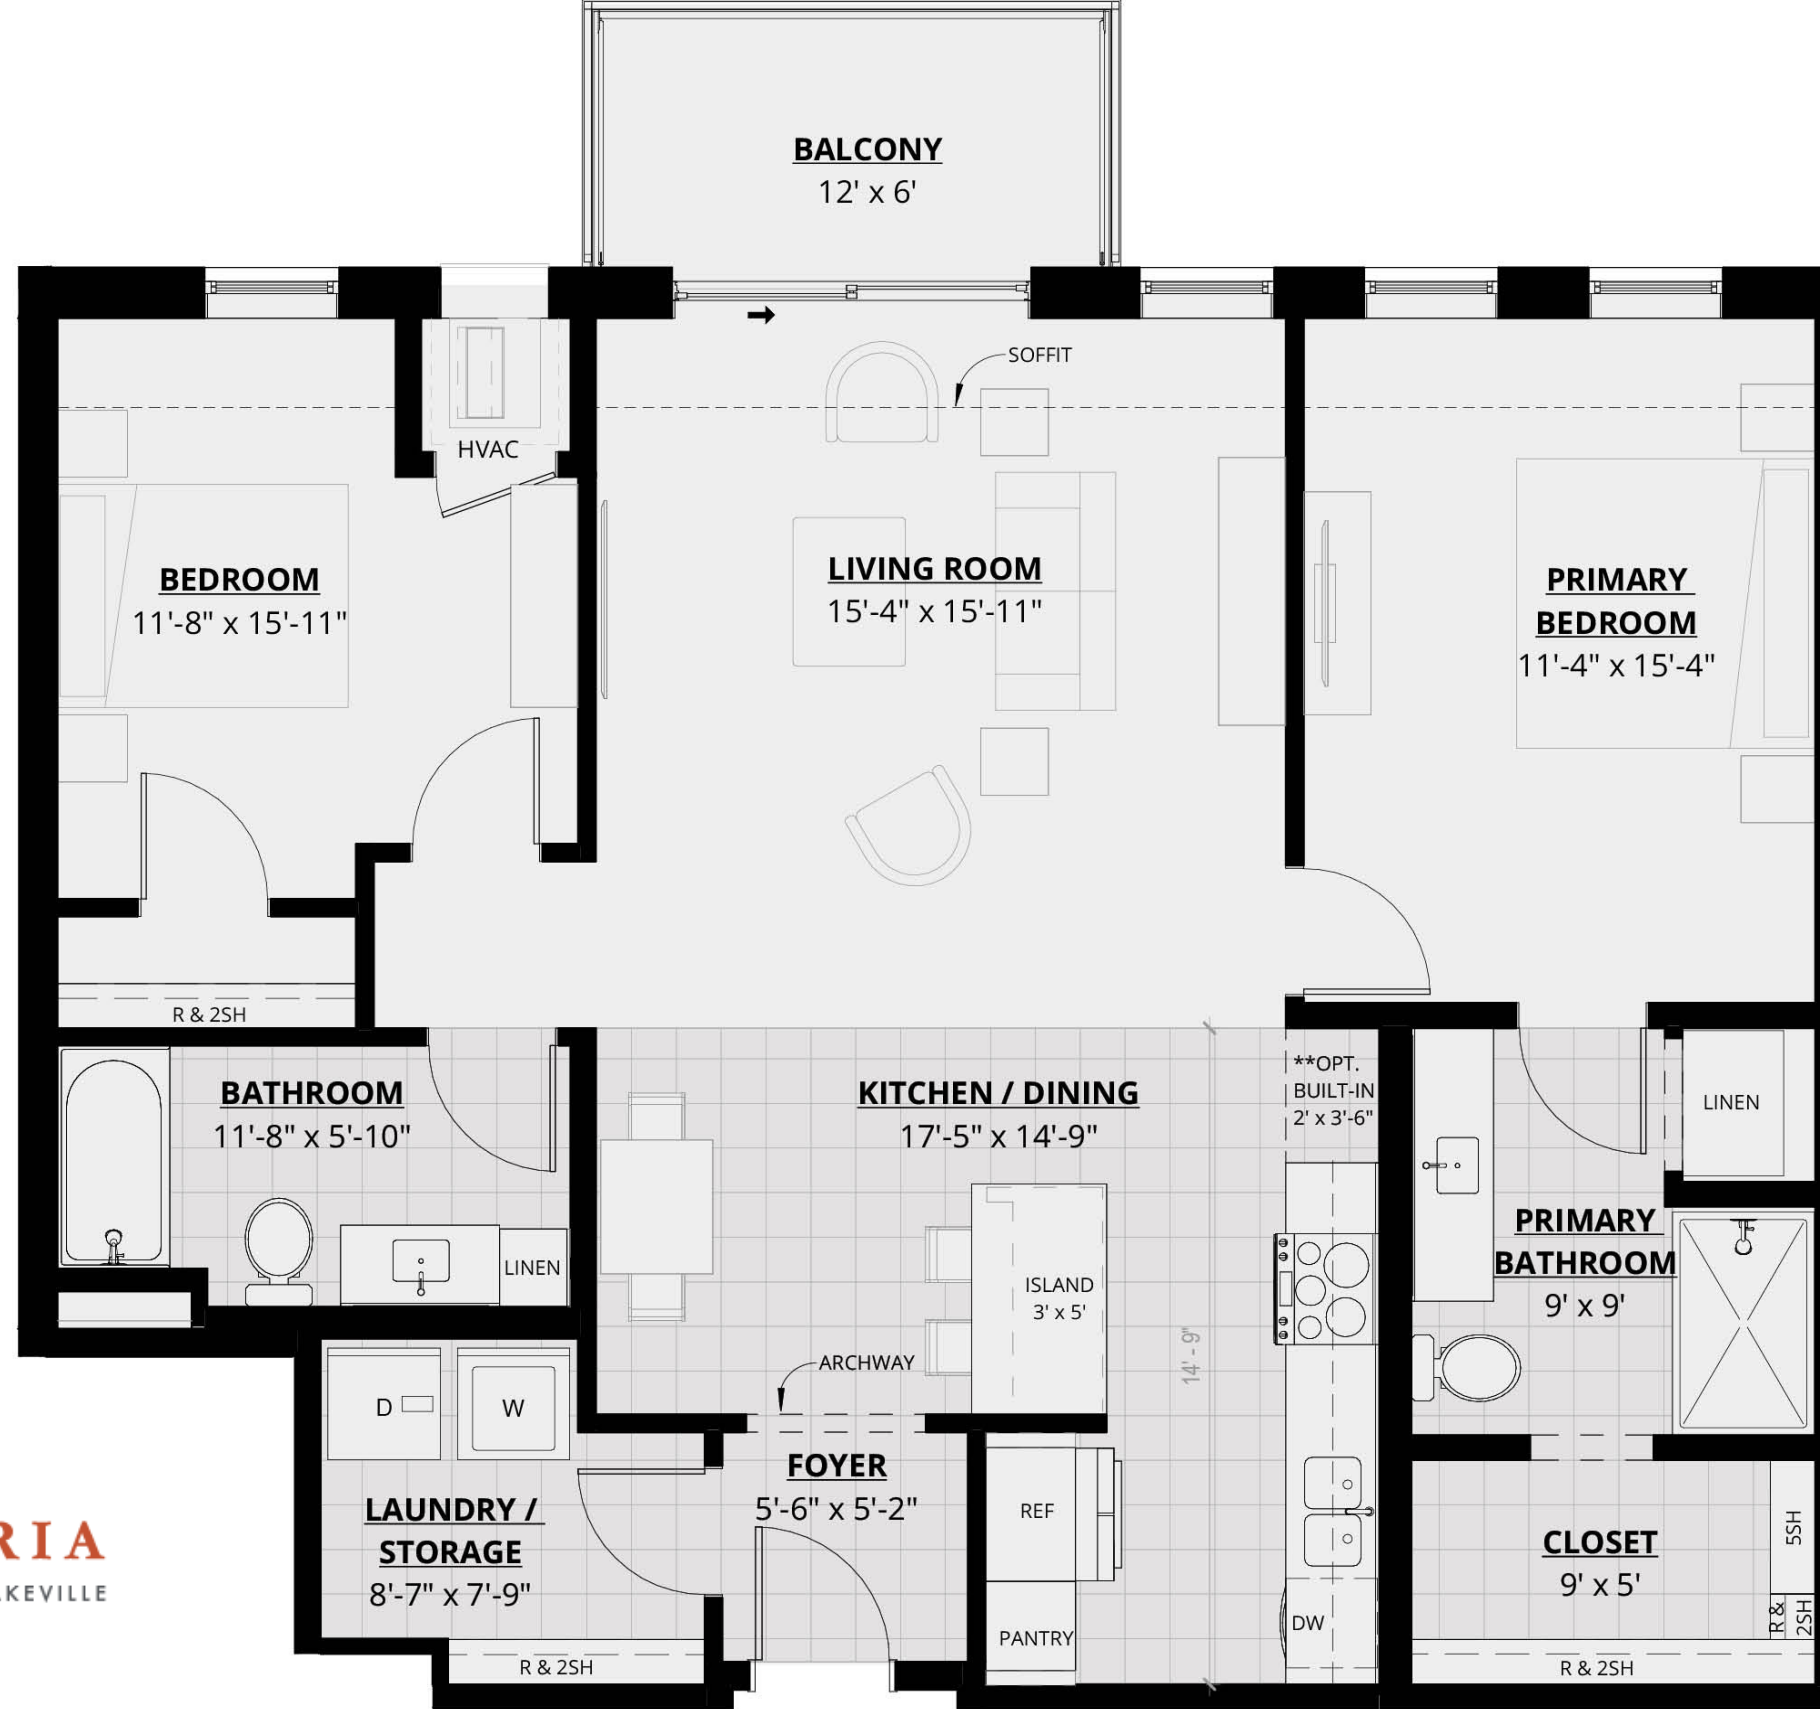 BALCONY
12' x 6'
SOFFIT
HVAC
BEDROOM
11'-8" x 15'-11"
LIVING ROOM
15'-4" x 15'-11"
PRIMARY
BEDROOM
11'-4" x 15'-4"
R & 2SH
BATHROOM
11'-8" x 5'-10"
LINEN
KITCHEN / DINING
17'-5" x 14'-9"
**OPT.
BUILT-IN
2' x 3'-6"
LINEN
PRIMARY
BATHROOM
9' x 9'
ISLAND
3' x 5'
14' - 9"
ARCHWAY
D
W
FOYER
5'-6" x 5'-2"
LAUNDRY /
STORAGE
8'-7" x 7'-9"
R & 2SH
REF
PANTRY
DW
CLOSET
9' x 5'
5SH
R &
2SH
R & 2SH
RIA
AKEVILLE